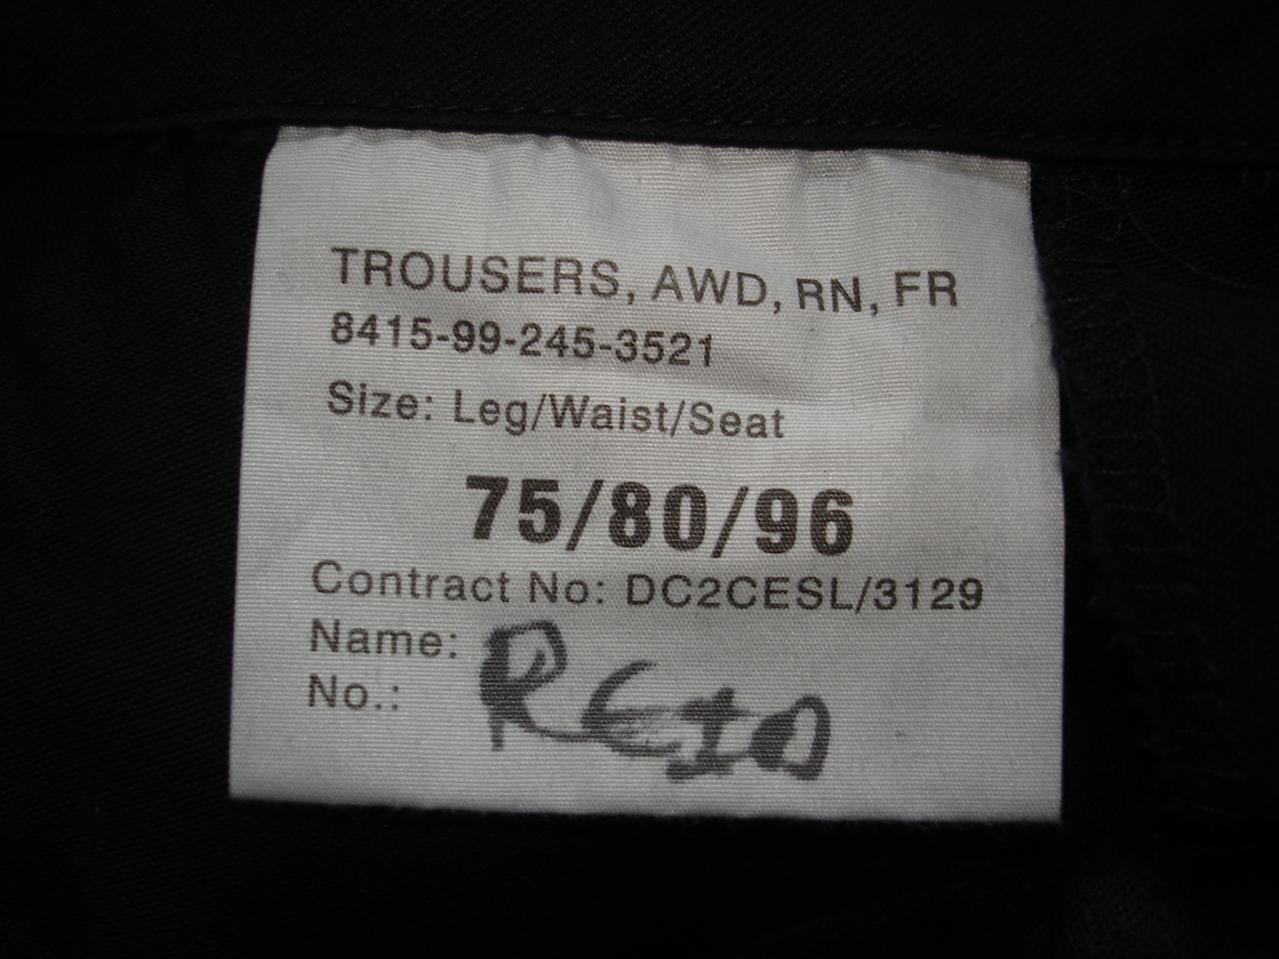 TROUSERS, AWD, RN, FR
8415-99-245-3521
Size: Leg/Waist/Seat
75/80/96
Contract No: DC2CESL/3129
Name: REID
No.: